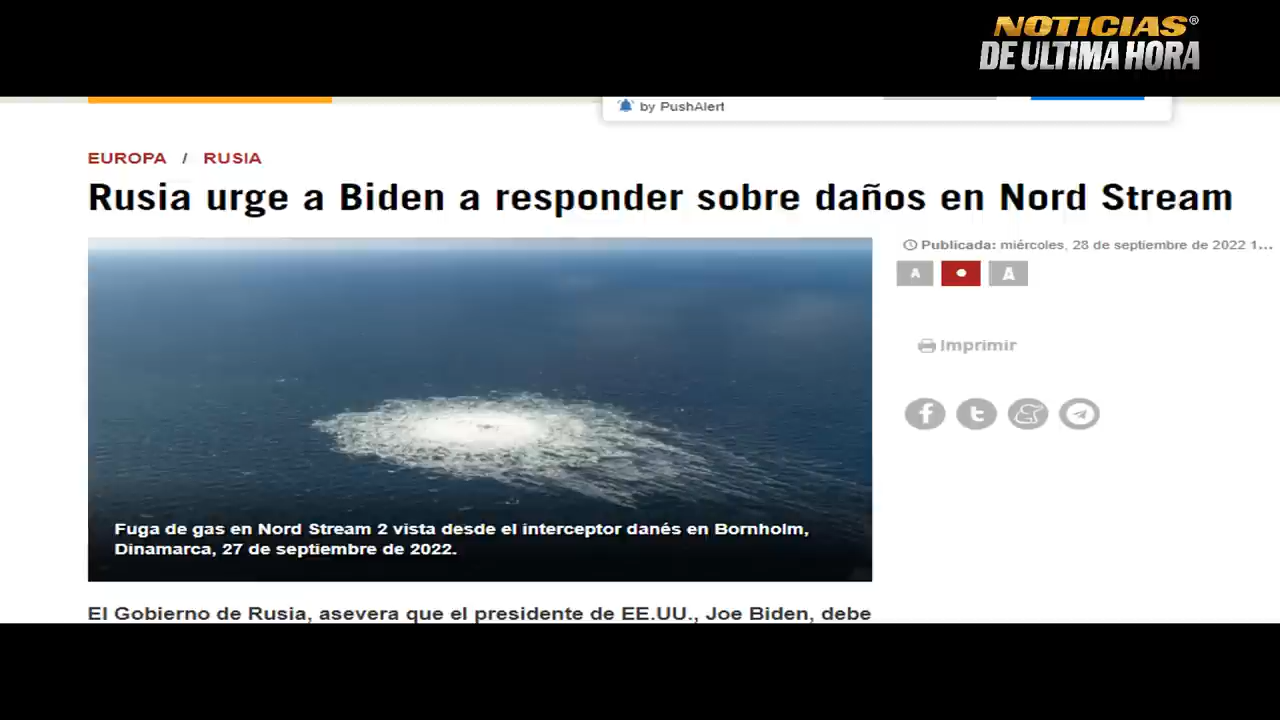 NOTICIAS®
DE ULTIMA HORA
by PushAlert
EUROPA / RUSIA
Rusia urge a Biden a responder sobre daños en Nord Stream
Publicada: miércoles, 28 de septiembre de 2022 1...
A A
Imprimir
Fuga de gas en Nord Stream 2 vista desde el interceptor danés en Bornholm,
Dinamarca, 27 de septiembre de 2022.
El Gobierno de Rusia, asevera que el presidente de EE.UU., Joe Biden, debe